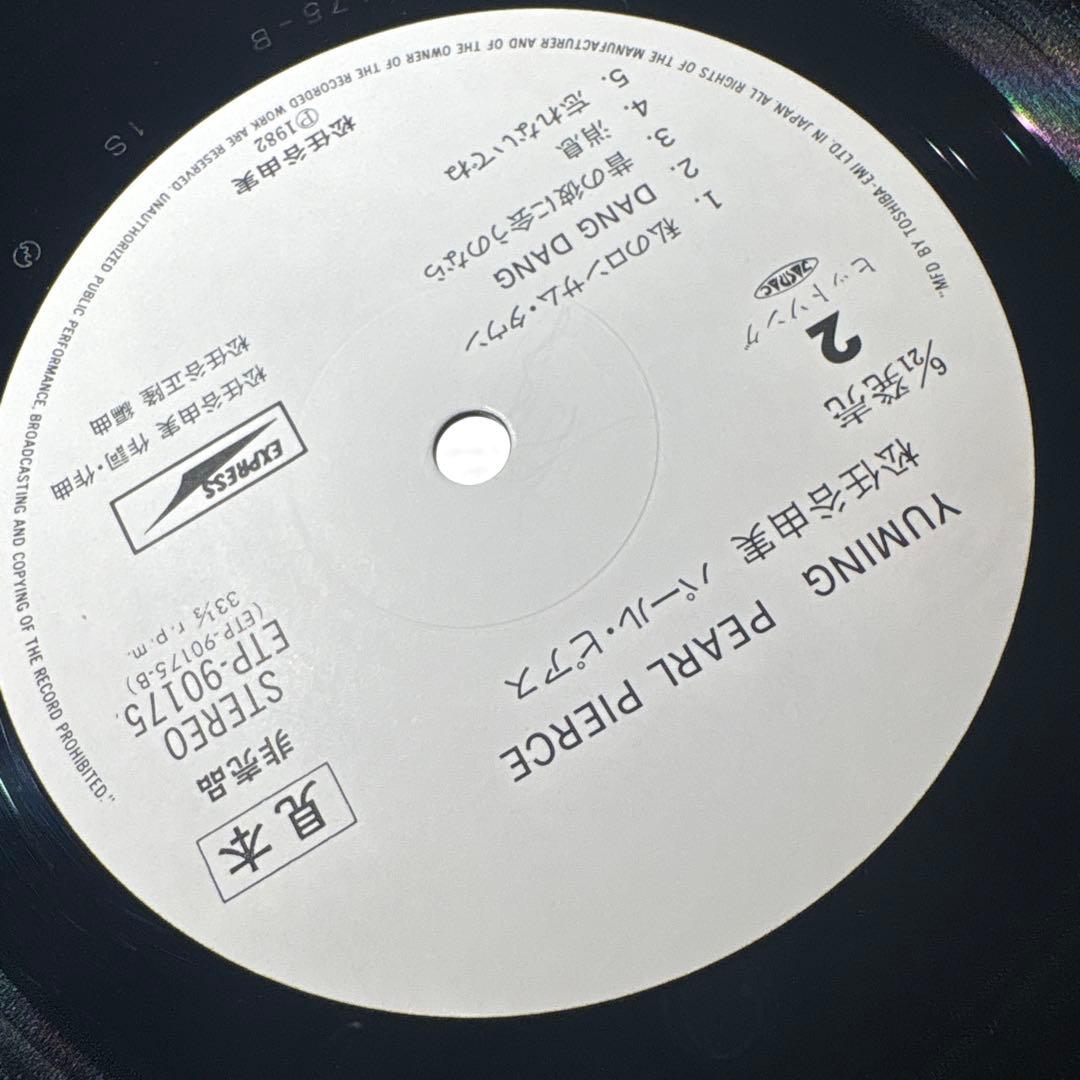 YUMING PEARL PIERCE
松任谷由実 パール・ピアス
6/21発売
見本
非売品
STEREO
ETP-90175
(ETP-90175-B)
33⅓ r.p.m.
2
ヒットソング
JASRAC
EXPRESS
松任谷由実 作詞・作曲
松任谷正隆 編曲
1. 私のロンサム・タウン
2. DANG DANG
3. 昔の彼に会うのなら
4. 消息
5. 忘れないでね
松任谷由実
Ⓟ1982
"MFD BY TOSHIBA-EMI LTD. IN JAPAN. ALL RIGHTS OF THE MANUFACTURER AND OF THE OWNER OF THE RECORDED WORK ARE RESERVED. UNAUTHORIZED PUBLIC PERFORMANCE, BROADCASTING AND COPYING OF THE RECORD PROHIBITED."
75-B
1S